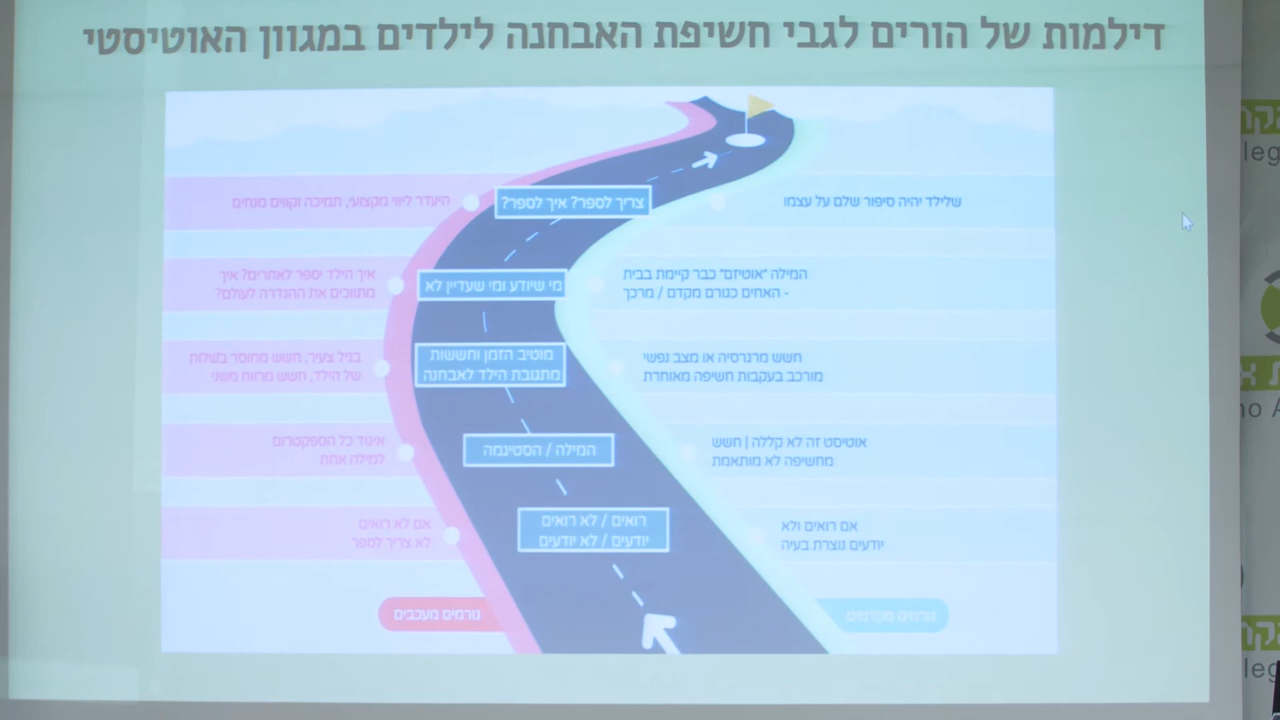 דילמות של הורים לגבי חשיפת האבחנה לילדים במגוון האוטיסטי
שלילד יהיה סיפור שלם על עצמו
צריך לספר? איך לספר?
היעדר ליווי מקצועי, תמיכה וקווים מנחים
המילה "אוטיזם" כבר קיימת בבית
- האחים כגורם מקדם / מרכך
מי שיודע ומי שעדיין לא
איך הילד יספר לאחרים? איך
מתווכים את ההגדרה לעולם?
חשש מרגרסיה או מצב נפשי
מורכב בעקבות חשיפה מאוחרת
מוטיב הזמן וחששות
מתגובת הילד לאבחנה
בגיל צעיר, חשש מחוסר בשלות
של הילד, חשש מרווח משני
אוטיסט זה לא קללה | חשש
מחשיפה לא מותאמת
המילה / הסטיגמה
איגוד כל הספקטרום
למילה אחת
אם רואים ולא
יודעים נוצרת בעיה
רואים / לא רואים
יודעים / לא יודעים
אם לא רואים
לא צריך לספר
גורמים מקדמים
גורמים מעכבים